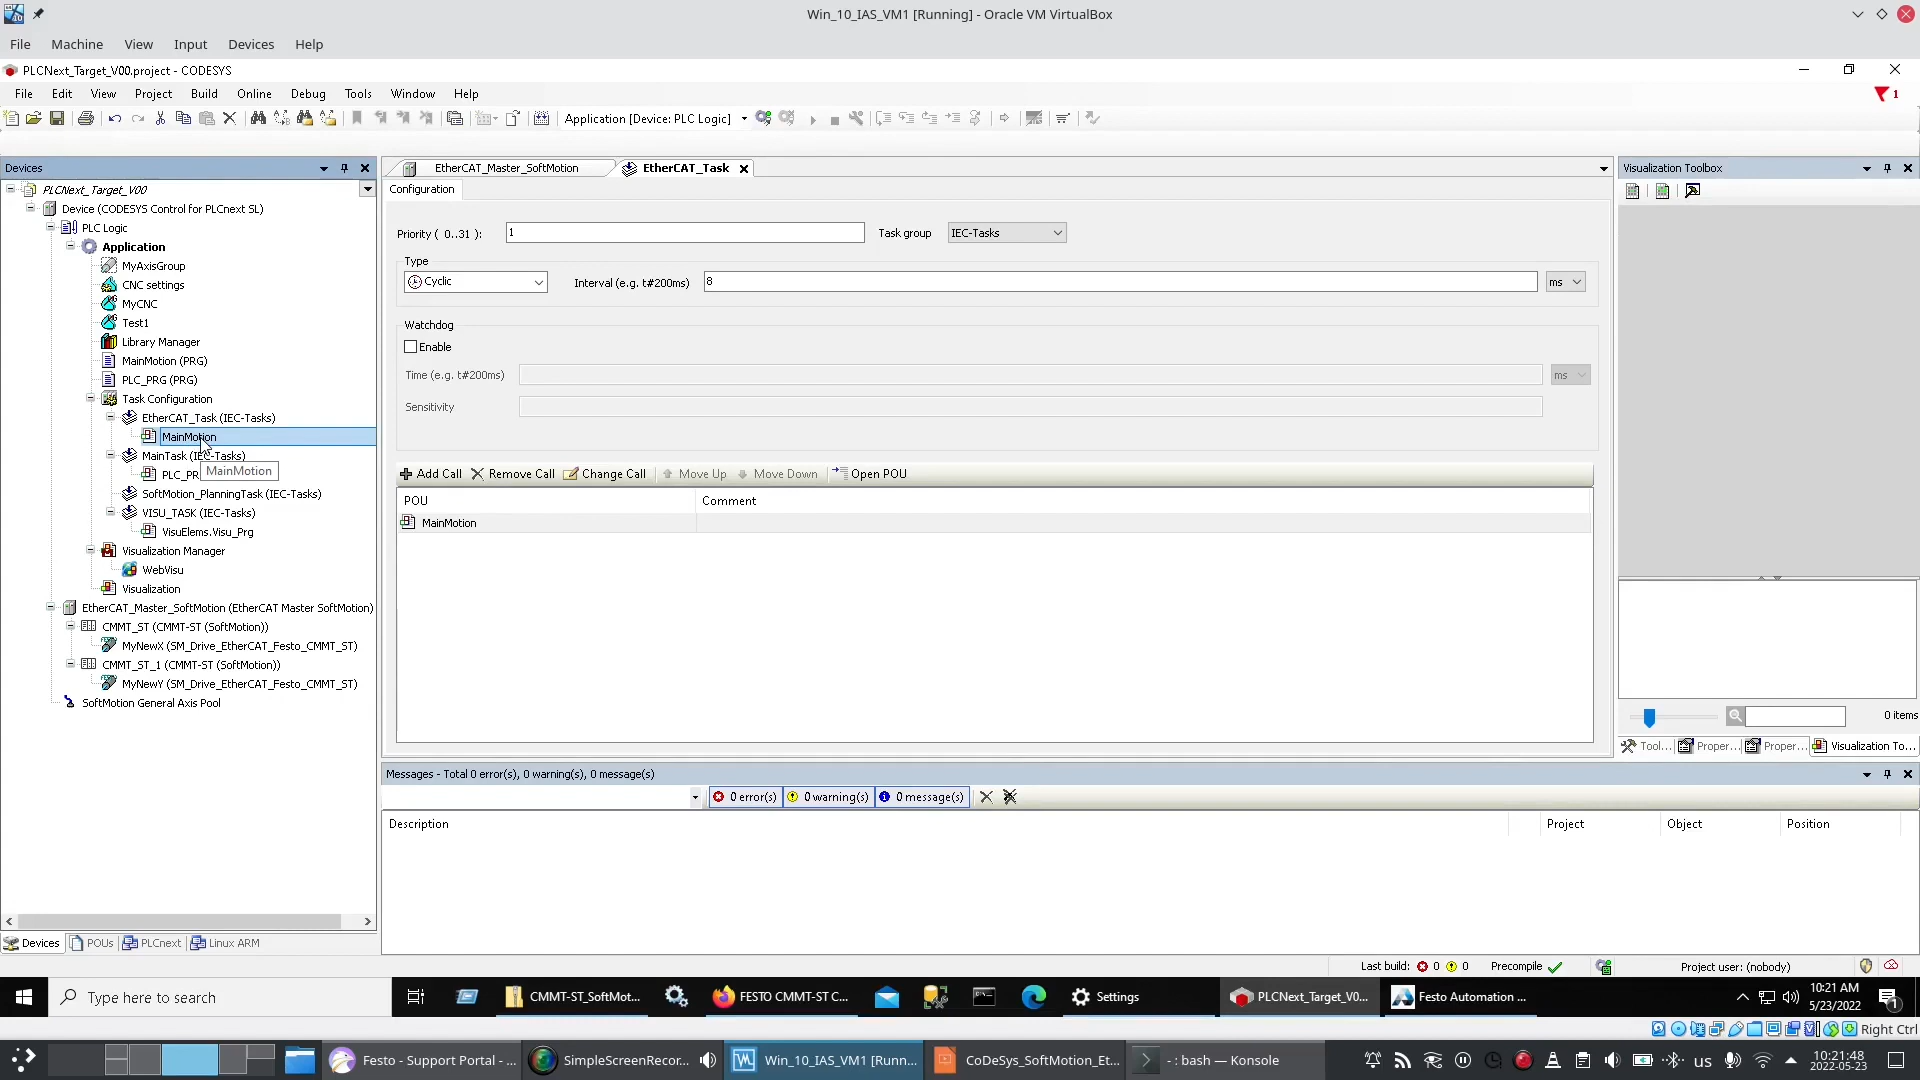 Win_10_IAS_VM1 [Running] - Oracle VM VirtualBox
File Machine View Input Devices Help
PLCNext_Target_V00.project - CODESYS
File Edit View Project Build Online Debug Tools Window Help
1
Application [Device: PLC Logic]
Devices
PLCNext_Target_V00
Device (CODESYS Control for PLCnext SL)
PLC Logic
Application
MyAxisGroup
CNC settings
MyCNC
Test1
Library Manager
MainMotion (PRG)
PLC_PRG (PRG)
Task Configuration
EtherCAT_Task (IEC-Tasks)
MainMotion
MainTask (IEC-Tasks)
PLC_PR
MainMotion
SoftMotion_PlanningTask (IEC-Tasks)
VISU_TASK (IEC-Tasks)
VisuElems.Visu_Prg
Visualization Manager
WebVisu
Visualization
EtherCAT_Master_SoftMotion (EtherCAT Master SoftMotion)
CMMT_ST (CMMT-ST (SoftMotion))
MyNewX (SM_Drive_EtherCAT_Festo_CMMT_ST)
CMMT_ST_1 (CMMT-ST (SoftMotion))
MyNewY (SM_Drive_EtherCAT_Festo_CMMT_ST)
SoftMotion General Axis Pool
Devices POUs PLCnext Linux ARM
EtherCAT_Master_SoftMotion EtherCAT_Task
Configuration
Priority ( 0..31 ): 1 Task group IEC-Tasks
Type
Cyclic Interval (e.g. t#200ms) 8 ms
Watchdog
Enable
Time (e.g. t#200ms) ms
Sensitivity
Add Call Remove Call Change Call Move Up Move Down Open POU
POU Comment
MainMotion
Visualization Toolbox
0 items
Tool... Proper... Proper... Visualization To...
Messages - Total 0 error(s), 0 warning(s), 0 message(s)
0 error(s) 0 warning(s) 0 message(s)
Description Project Object Position
Last build: 0 0 Precompile Project user: (nobody)
Type here to search CMMT-ST_SoftMot... FESTO CMMT-ST C... Settings PLCNext_Target_V0... Festo Automation ... 10:21 AM
5/23/2022
1
Right Ctrl
Festo - Support Portal - ... SimpleScreenRecor... Win_10_IAS_VM1 [Runn... CoDeSys_SoftMotion_Et... - : bash — Konsole us 10:21:48
2022-05-23